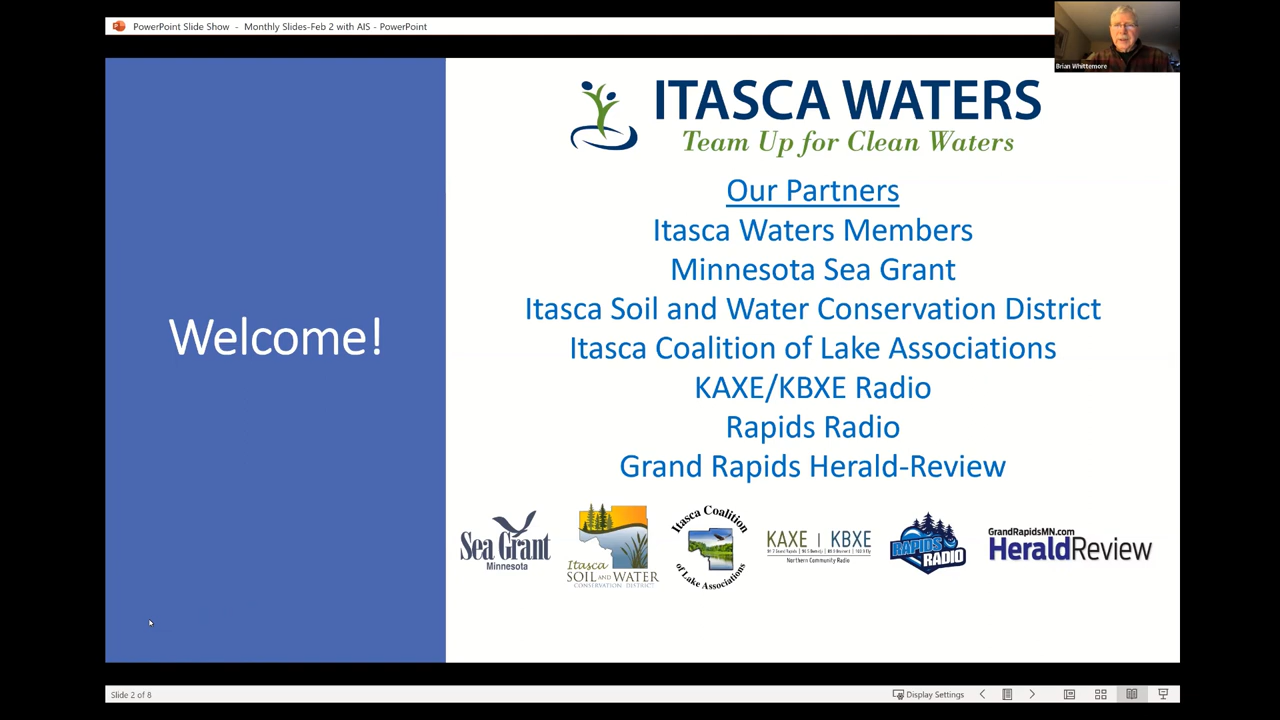 PowerPoint Slide Show - Monthly Slides-Feb 2 with AIS - PowerPoint
Brian Whittemore
ITASCA WATERS
Team Up for Clean Waters
Our Partners
Itasca Waters Members
Minnesota Sea Grant
Itasca Soil and Water Conservation District
Itasca Coalition of Lake Associations
KAXE/KBXE Radio
Rapids Radio
Grand Rapids Herald-Review
Welcome!
Sea Grant
Minnesota
Itasca
SOIL AND WATER
CONSERVATION DISTRICT
Itasca Coalition
of Lake Associations
KAXE | KBXE
Northern Community Radio
RAPIDS
RADIO
GrandRapidsMN.com
HeraldReview
Slide 2 of 8
Display Settings